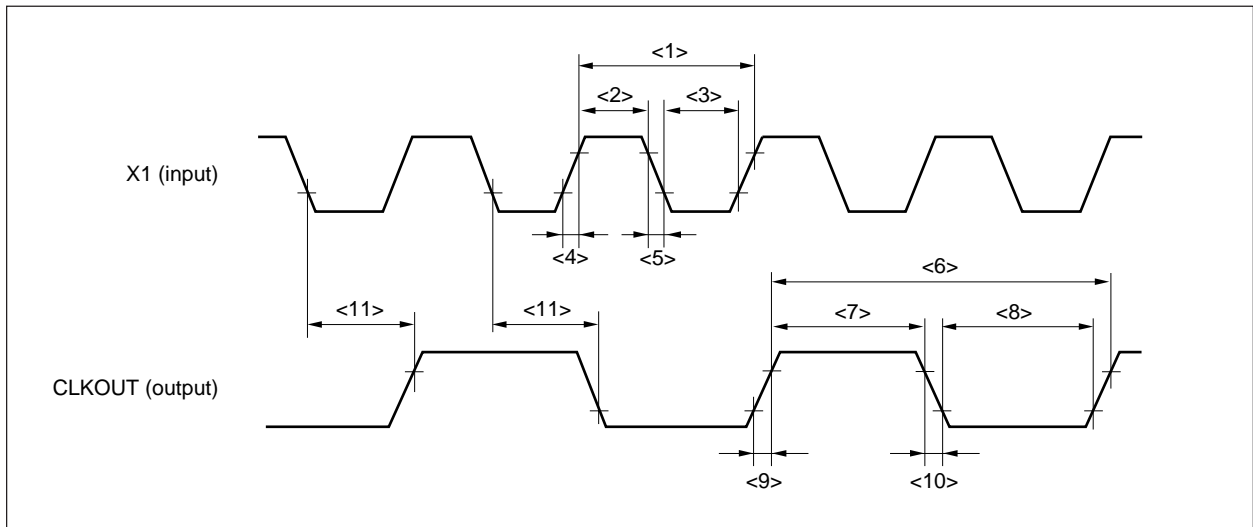 <1>
<2> <3>
X1 (input)
<4> <5>
<6>
<11> <11> <7> <8>
CLKOUT (output)
<9> <10>